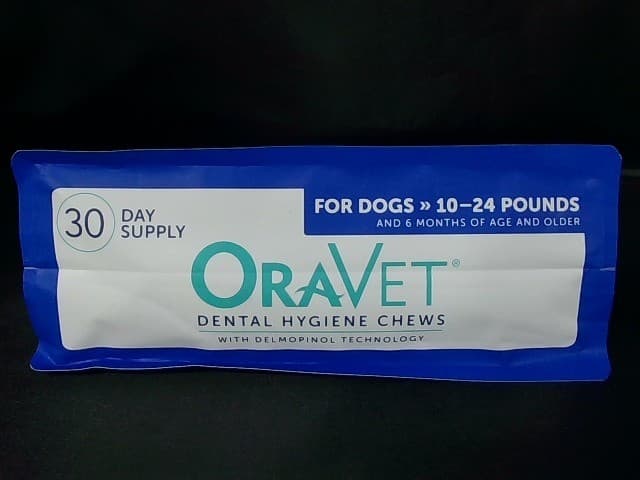 30 DAY SUPPLY
FOR DOGS » 10–24 POUNDS
AND 6 MONTHS OF AGE AND OLDER
ORAVET®
DENTAL HYGIENE CHEWS
WITH DELMOPINOL TECHNOLOGY